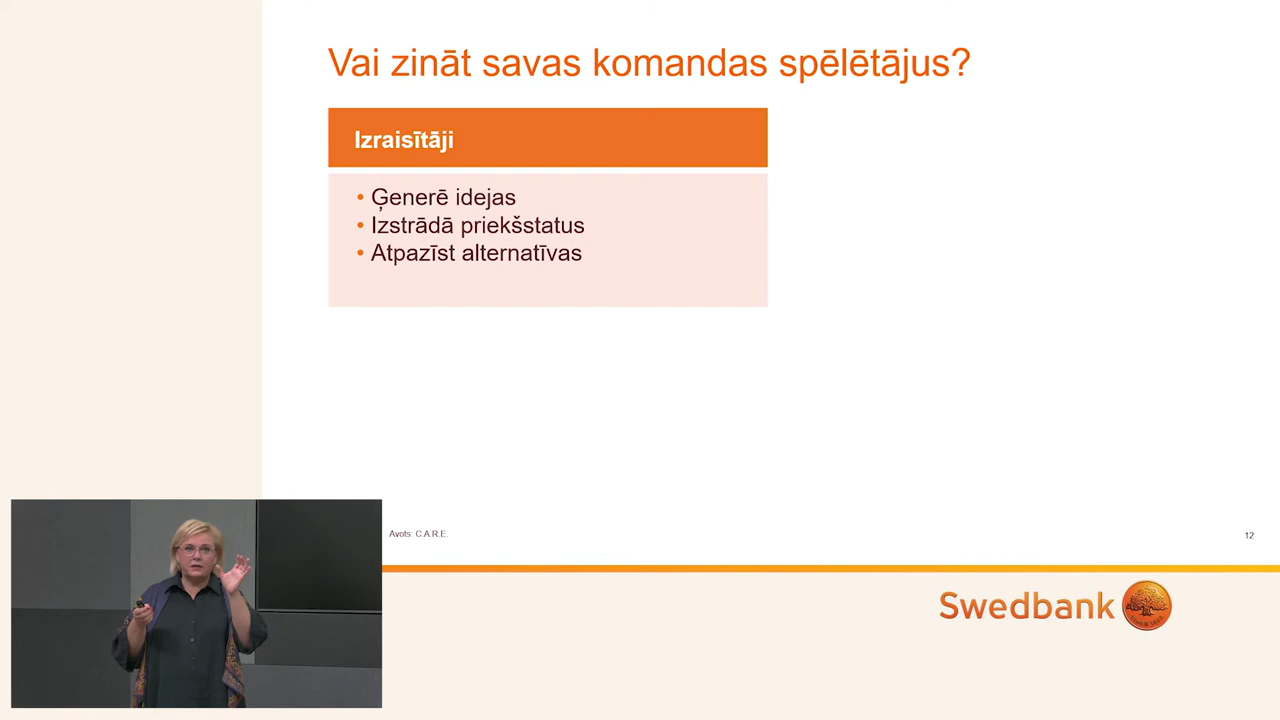 Vai zināt savas komandas spēlētājus?
Izraisītāji
• Ģenerē idejas
• Izstrādā priekšstatus
• Atpazīst alternatīvas
Avots: C.A.R.E.
12
Swedbank